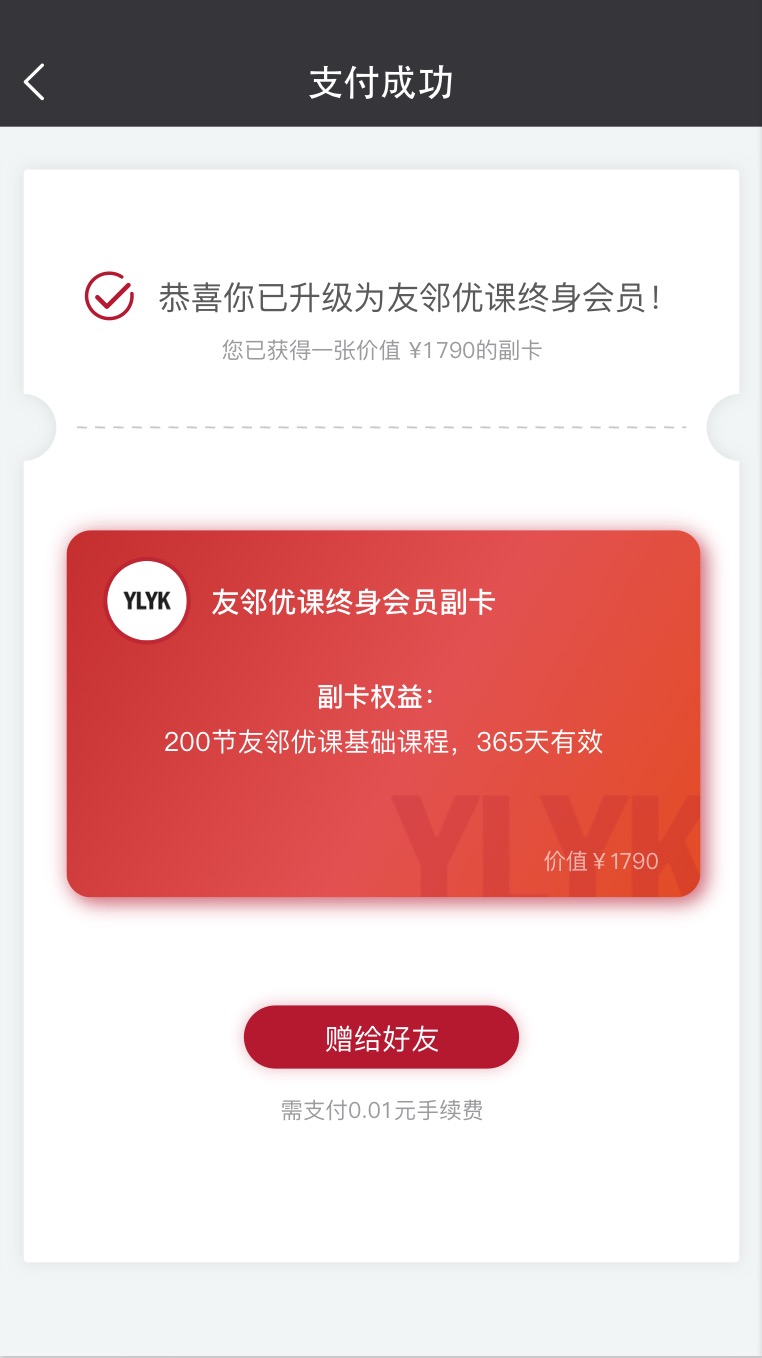 支付成功
恭喜你已升级为友邻优课终身会员！
您已获得一张价值 ¥1790的副卡
YLYK
友邻优课终身会员副卡
副卡权益：
200节友邻优课基础课程，365天有效
YLYK
价值￥1790
赠给好友
需支付0.01元手续费